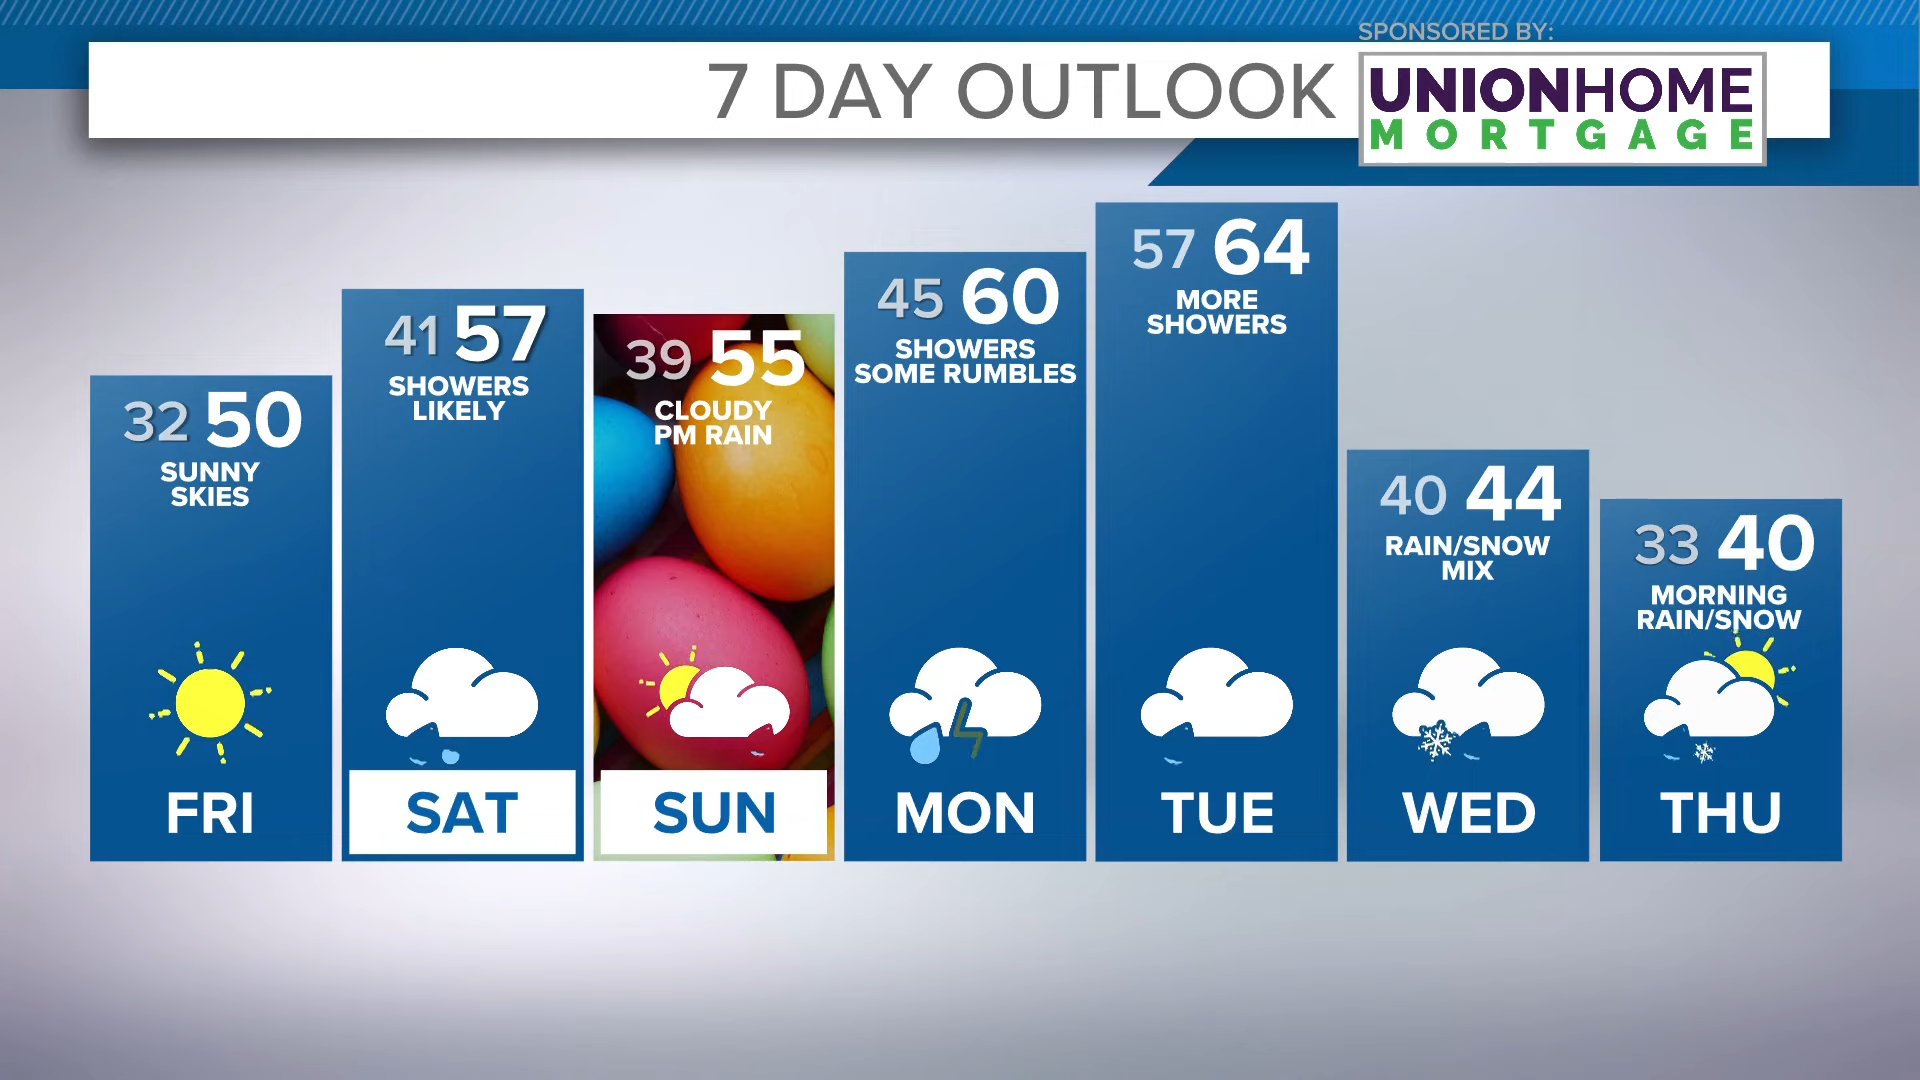 SPONSORED BY:
7 DAY OUTLOOK
UNIONHOME
MORTGAGE
32 50
SUNNY
SKIES
FRI
41 57
SHOWERS
LIKELY
SAT
39 55
CLOUDY
PM RAIN
SUN
45 60
SHOWERS
SOME RUMBLES
MON
57 64
MORE
SHOWERS
TUE
40 44
RAIN/SNOW
MIX
WED
33 40
MORNING
RAIN/SNOW
THU